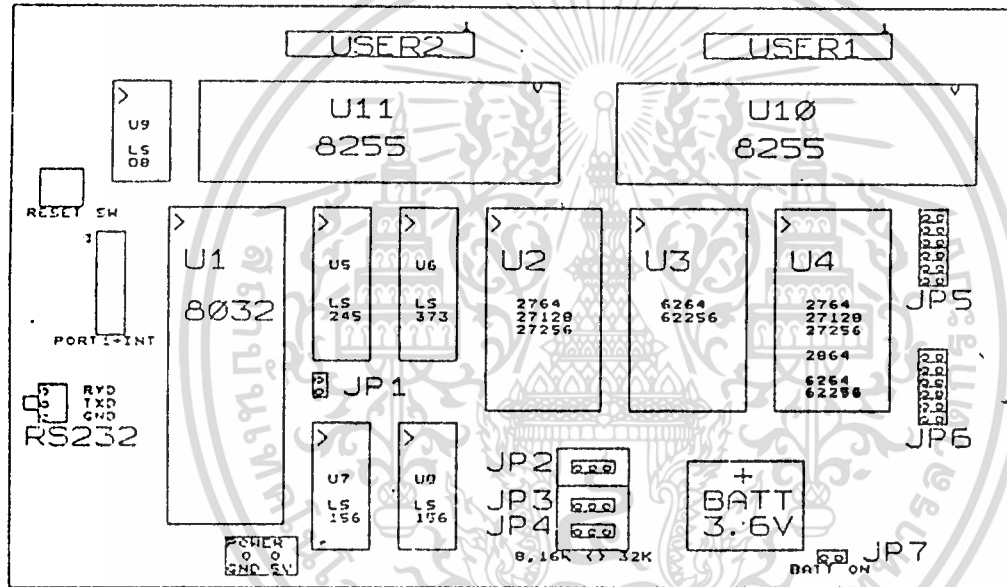 USER2
USER1
U9
LS
08
U11
8255
U10
8255
RESET SW
U1
8032
U5
LS
245
U6
LS
373
U2
2764
27128
27256
U3
6264
62256
U4
2764
27128
27256
2864
6264
62256
JP5
PORT1+INT
JP1
RXD
TXD
GND
RS232
JP6
U7
LS
156
U8
LS
156
JP2
JP3
JP4
8,16K <> 32K
+
BATT
3.6V
POWER
GND 5V
JP7
BATT ON